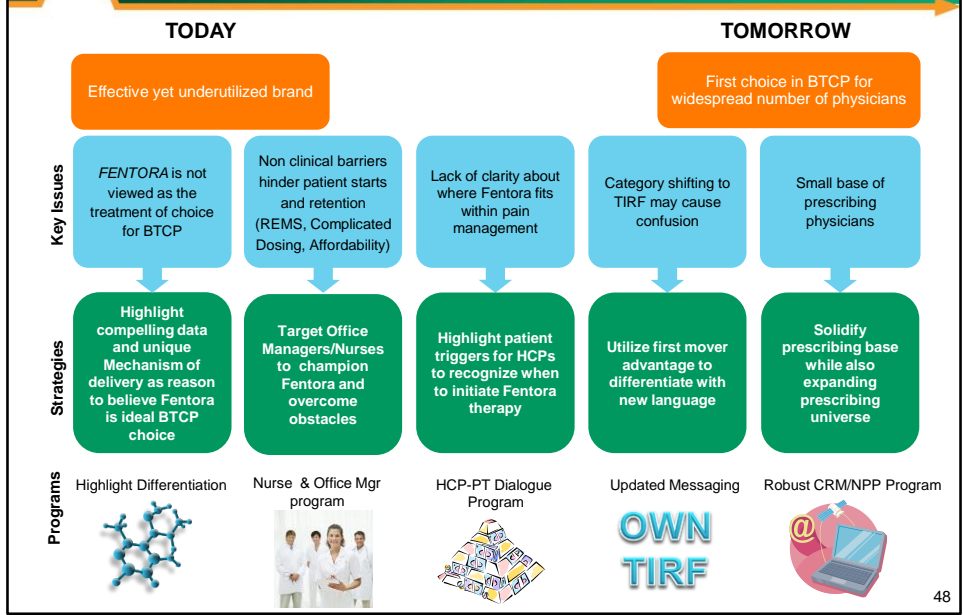 TODAY
TOMORROW
Effective yet underutilized brand
First choice in BTCP for
widespread number of physicians
Key Issues
FENTORA is not
viewed as the
treatment of choice
for BTCP
Non clinical barriers
hinder patient starts
and retention
(REMS, Complicated
Dosing, Affordability)
Lack of clarity about
where Fentora fits
within pain
management
Category shifting to
TIRF may cause
confusion
Small base of
prescribing
physicians
Strategies
Highlight
compelling data
and unique
Mechanism of
delivery as reason
to believe Fentora
is ideal BTCP
choice
Target Office
Managers/Nurses
to champion
Fentora and
overcome
obstacles
Highlight patient
triggers for HCPs
to recognize when
to initiate Fentora
therapy
Utilize first mover
advantage to
differentiate with
new language
Solidify
prescribing base
while also
expanding
prescribing
universe
Programs
Highlight Differentiation
Nurse & Office Mgr
program
HCP-PT Dialogue
Program
Updated Messaging
OWN
TIRF
Robust CRM/NPP Program
@
48